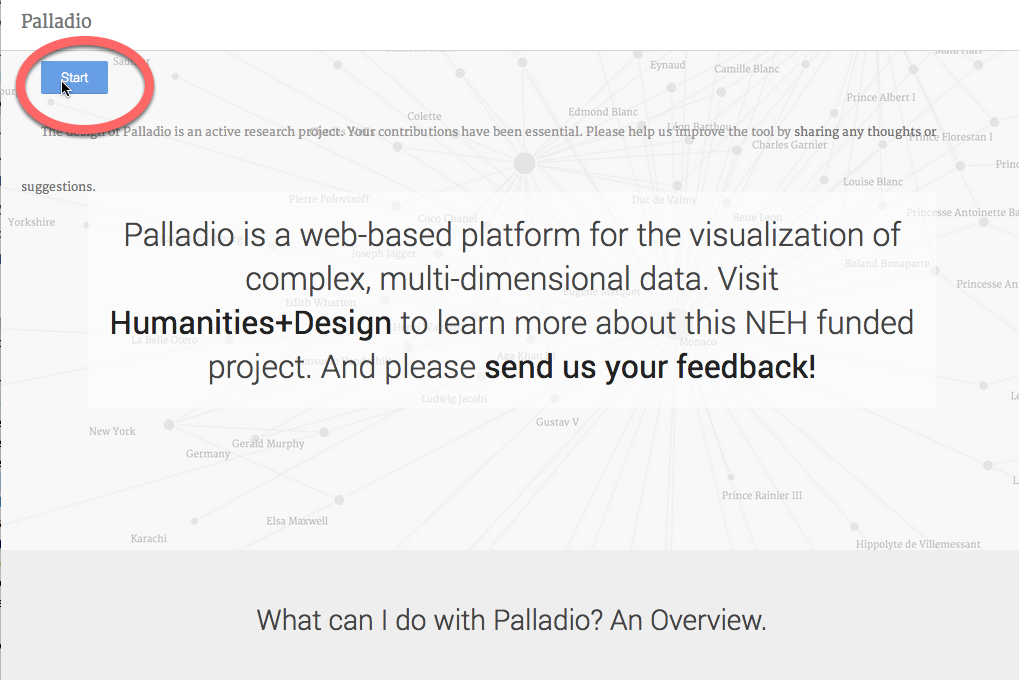 Palladio
Start
The design of Palladio is an active research project. Your contributions have been essential. Please help us improve the tool by sharing any thoughts or
suggestions.
Palladio is a web-based platform for the visualization of
complex, multi-dimensional data. Visit
Humanities+Design to learn more about this NEH funded
project. And please send us your feedback!
What can I do with Palladio? An Overview.
Eynaud
Camille Blanc
Prince Albert I
Colette
Edmond Blanc
Léon Barthou
Charles Garnier
Prince Florestan I
Louise Blanc
Pierre Polovtsoff
Duc de Valmy
Yorkshire
Coco Chanel
Rene Leon
Princesse Antoinette Ba
Joseph Jagger
Roland Bonaparte
Princesse An
Edith Wharton
La Belle Otero
Aga Khan
Monaco
Ludwig Jacobi
Gustav V
New York
Gerald Murphy
Germany
Prince Rainier III
Elsa Maxwell
Karachi
Hippolyte de Villemessant